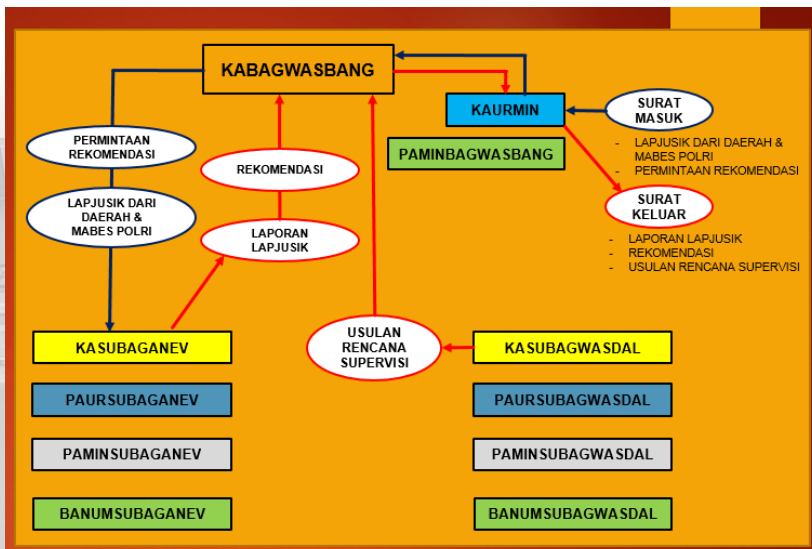 KABAGWASBANG
KAURMIN
SURAT
MASUK
PERMINTAAN
REKOMENDASI
PAMINBAGWASBANG
- LAPJUSIK DARI DAERAH &
MABES POLRI
- PERMINTAAN REKOMENDASI
REKOMENDASI
LAPJUSIK DARI
DAERAH &
MABES POLRI
SURAT
KELUAR
LAPORAN
LAPJUSIK
- LAPORAN LAPJUSIK
- REKOMENDASI
- USULAN RENCANA SUPERVISI
KASUBAGANEV
USULAN
RENCANA
SUPERVISI
KASUBAGWASDAL
PAURSUBAGANEV
PAURSUBAGWASDAL
PAMINSUBAGANEV
PAMINSUBAGWASDAL
BANUMSUBAGANEV
BANUMSUBAGWASDAL